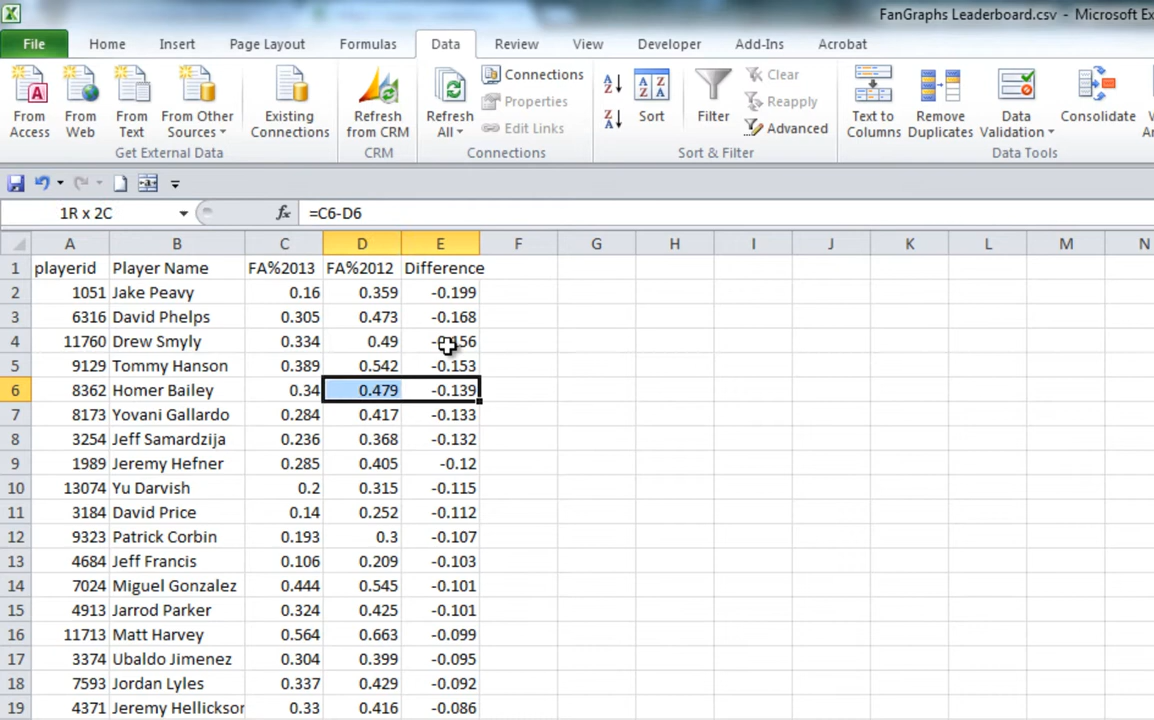 FanGraphs Leaderboard.csv - Microsoft Ex
File Home Insert Page Layout Formulas Data Review View Developer Add-Ins Acrobat
From Access
From Web
From Text
From Other Sources
Existing Connections
Refresh from CRM
Refresh All
Connections
Properties
Edit Links
Sort
Filter
Clear
Reapply
Advanced
Text to Columns
Remove Duplicates
Data Validation
Consolidate
Get External Data CRM Connections Sort & Filter Data Tools
1R x 2C fx =C6-D6
A B C D E F G H I J K L M N
1 playerid Player Name FA%2013 FA%2012 Difference
2 1051 Jake Peavy 0.16 0.359 -0.199
3 6316 David Phelps 0.305 0.473 -0.168
4 11760 Drew Smyly 0.334 0.49 -0.156
5 9129 Tommy Hanson 0.389 0.542 -0.153
6 8362 Homer Bailey 0.34 0.479 -0.139
7 8173 Yovani Gallardo 0.284 0.417 -0.133
8 3254 Jeff Samardzija 0.236 0.368 -0.132
9 1989 Jeremy Hefner 0.285 0.405 -0.12
10 13074 Yu Darvish 0.2 0.315 -0.115
11 3184 David Price 0.14 0.252 -0.112
12 9323 Patrick Corbin 0.193 0.3 -0.107
13 4684 Jeff Francis 0.106 0.209 -0.103
14 7024 Miguel Gonzalez 0.444 0.545 -0.101
15 4913 Jarrod Parker 0.324 0.425 -0.101
16 11713 Matt Harvey 0.564 0.663 -0.099
17 3374 Ubaldo Jimenez 0.304 0.399 -0.095
18 7593 Jordan Lyles 0.337 0.429 -0.092
19 4371 Jeremy Hellickson 0.33 0.416 -0.086